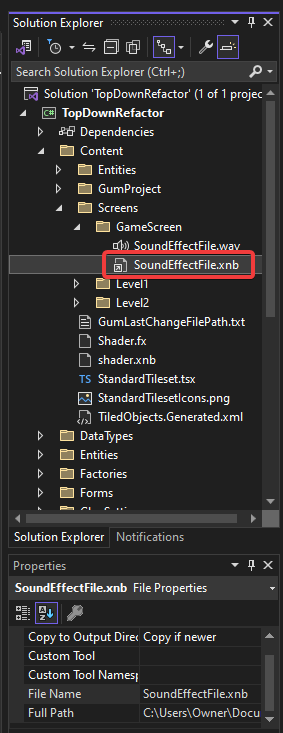 Solution Explorer
Search Solution Explorer (Ctrl+;)
Solution 'TopDownRefactor' (1 of 1 projec
TopDownRefactor
Dependencies
Content
Entities
GumProject
Screens
GameScreen
SoundEffectFile.wav
SoundEffectFile.xnb
Level1
Level2
GumLastChangeFilePath.txt
Shader.fx
shader.xnb
TS StandardTileset.tsx
StandardTilesetIcons.png
TiledObjects.Generated.xml
DataTypes
Entities
Factories
Forms
Solution Explorer Notifications
Properties
SoundEffectFile.xnb File Properties
Copy to Output Direc Copy if newer
Custom Tool
Custom Tool Namesp
File Name SoundEffectFile.xnb
Full Path C:\Users\Owner\Docu